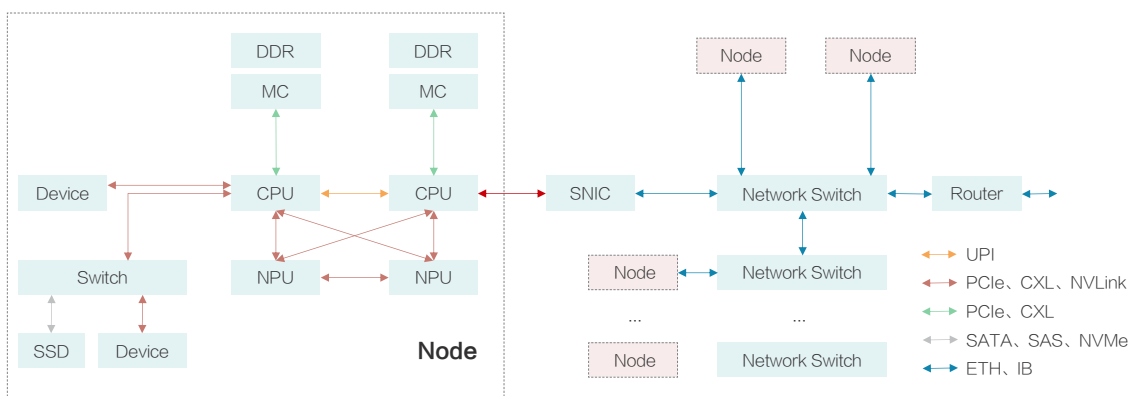 DDR
DDR
MC
MC
Node
Node
Device
CPU
CPU
SNIC
Network Switch
Router
Switch
NPU
NPU
Node
Network Switch
SSD
Device
Node
...
...
Node
Network Switch
UPI
PCIe、CXL、NVLink
PCIe、CXL
SATA、SAS、NVMe
ETH、IB